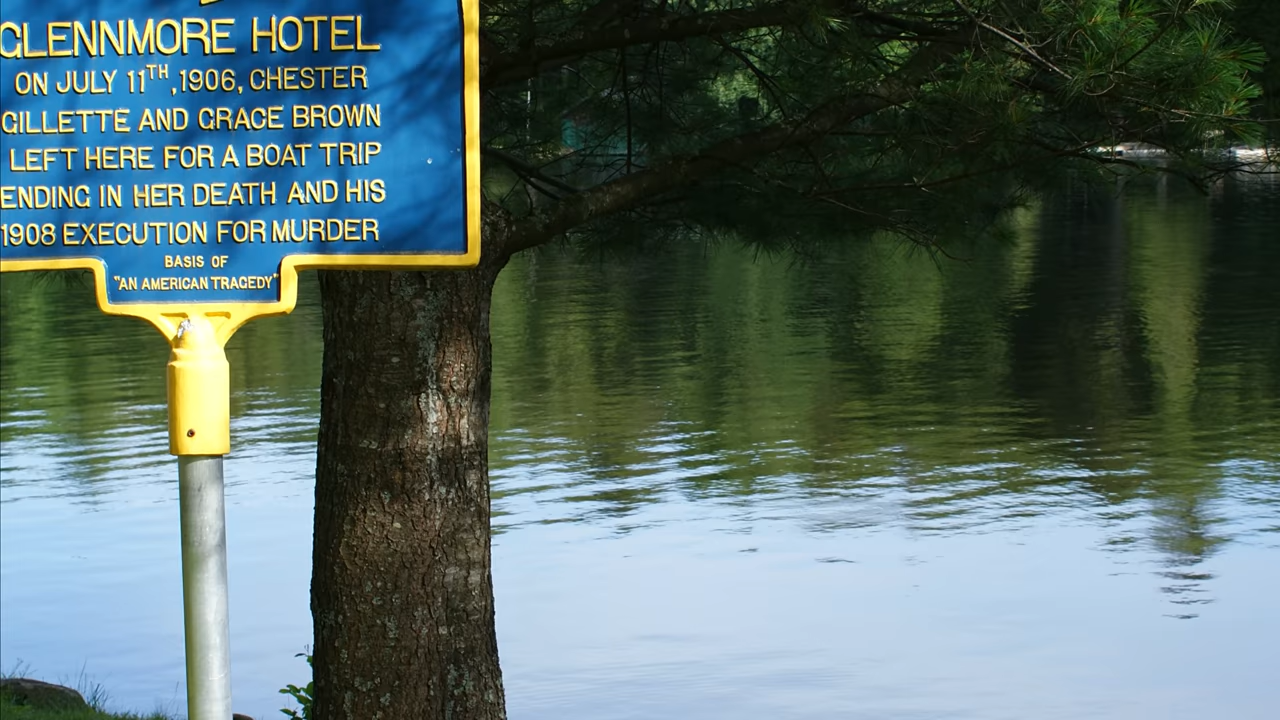 GLENNMORE HOTEL
ON JULY 11TH, 1906, CHESTER
GILLETTE AND GRACE BROWN
LEFT HERE FOR A BOAT TRIP
ENDING IN HER DEATH AND HIS
1908 EXECUTION FOR MURDER
BASIS OF
"AN AMERICAN TRAGEDY"